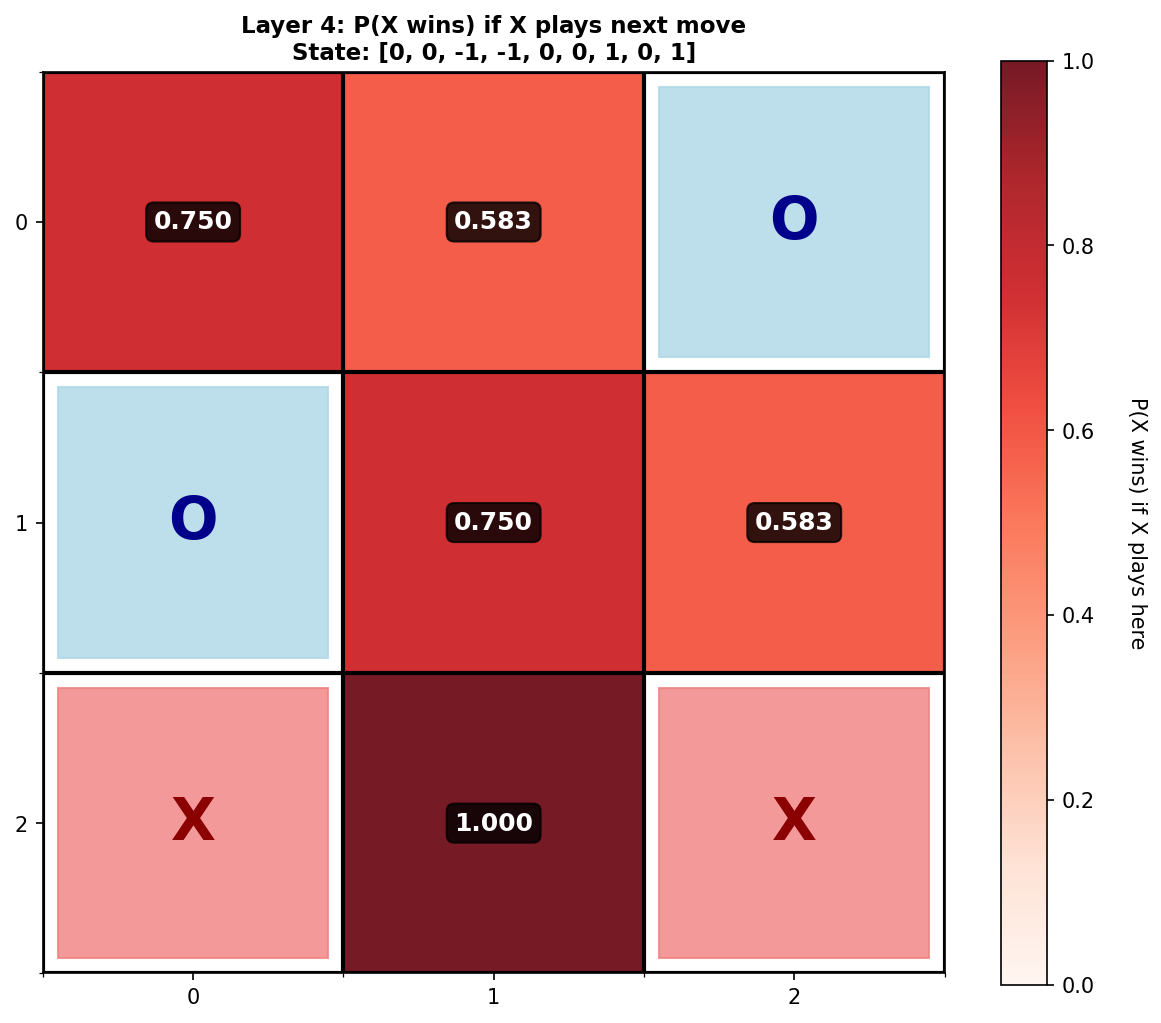 Layer 4: P(X wins) if X plays next move
State: [0, 0, -1, -1, 0, 0, 1, 0, 1]
0
0.750
0.583
O
1
O
0.750
0.583
2
X
1.000
X
0
1
2
1.0
0.8
0.6
0.4
0.2
0.0
P(X wins) if X plays here